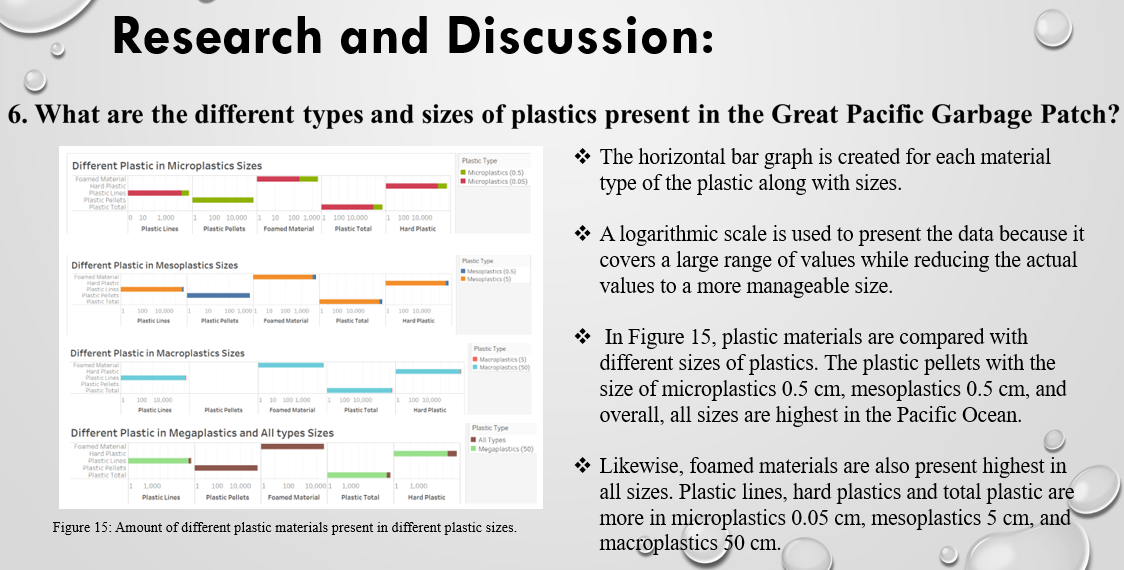 Research and Discussion:
6. What are the different types and sizes of plastics present in the Great Pacific Garbage Patch?
Different Plastic in Microplastics Sizes
Foamed Material
Hard Plastic
Plastic Lines
Plastic Pellets
Plastic Total
0 10 1,000
1 100 10,000
1 10 100 1,000
1 100 10,000
1 100 10,000
Plastic Lines Plastic Pellets Foamed Material Plastic Total Hard Plastic
Plastic Type
Microplastics (0.5)
Microplastics (0.05)
Different Plastic in Mesoplastics Sizes
Foamed Material
Hard Plastic
Plastic Lines
Plastic Pellets
Plastic Total
1 100 10,000
1 10 100 1,000
1 10 100 1,000
1 100 10,000
1 100 10,000
Plastic Lines Plastic Pellets Foamed Material Plastic Total Hard Plastic
Plastic Type
Mesoplastics (0.5)
Mesoplastics (5)
Different Plastic in Macroplastics Sizes
Foamed Material
Hard Plastic
Plastic Lines
Plastic Pellets
Plastic Total
1 100 10,000
1 10 100 1,000
1 100 10,000
1 100 10,000
Plastic Lines Plastic Pellets Foamed Material Plastic Total Hard Plastic
Plastic Type
Macroplastics (5)
Macroplastics (50)
Different Plastic in Megaplastics and All types Sizes
Foamed Material
Hard Plastic
Plastic Lines
Plastic Pellets
Plastic Total
1 1,000
1 100 10,000
1 100 10,000
1 1,000
1 1,000
Plastic Lines Plastic Pellets Foamed Material Plastic Total Hard Plastic
Plastic Type
All Types
Megaplastics (50)
Figure 15: Amount of different plastic materials present in different plastic sizes.
❖ The horizontal bar graph is created for each material
type of the plastic along with sizes.
❖ A logarithmic scale is used to present the data because it
covers a large range of values while reducing the actual
values to a more manageable size.
❖ In Figure 15, plastic materials are compared with
different sizes of plastics. The plastic pellets with the
size of microplastics 0.5 cm, mesoplastics 0.5 cm, and
overall, all sizes are highest in the Pacific Ocean.
❖ Likewise, foamed materials are also present highest in
all sizes. Plastic lines, hard plastics and total plastic are
more in microplastics 0.05 cm, mesoplastics 5 cm, and
macroplastics 50 cm.